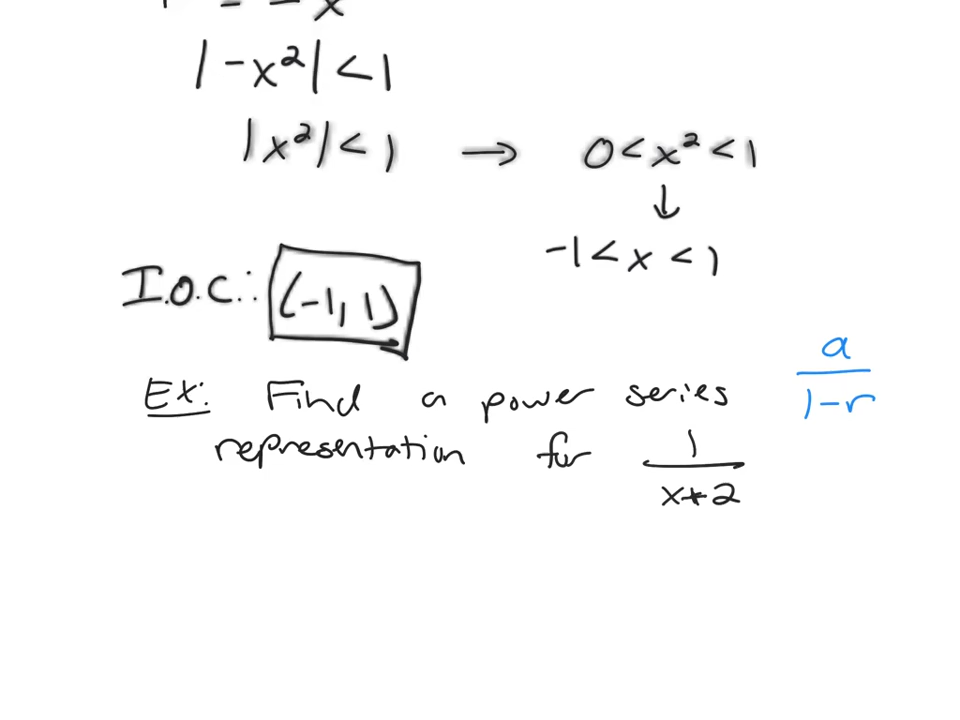 |-x²| < 1
|x²| < 1 → 0 < x² < 1
↓
-1 < x < 1
I.O.C.: (-1, 1)
a
Ex: Find a power series
1-r
representation for 1
x+2